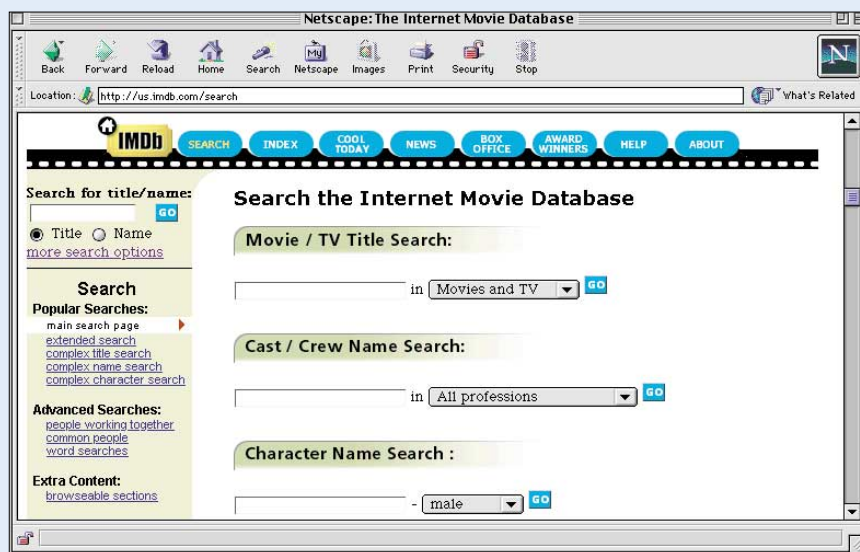 Netscape: The Internet Movie Database
Back Forward Reload Home Search Netscape Images Print Security Stop
My
N
Location: http://us.imdb.com/search What's Related
IMDb SEARCH INDEX COOL TODAY NEWS BOX OFFICE AWARD WINNERS HELP ABOUT
Search for title/name:
GO
Title Name
more search options
Search
Popular Searches:
main search page
extended search
complex title search
complex name search
complex character search
Advanced Searches:
people working together
common people
word searches
Extra Content:
browseable sections
Search the Internet Movie Database
Movie / TV Title Search:
in Movies and TV GO
Cast / Crew Name Search:
in All professions GO
Character Name Search :
- male GO